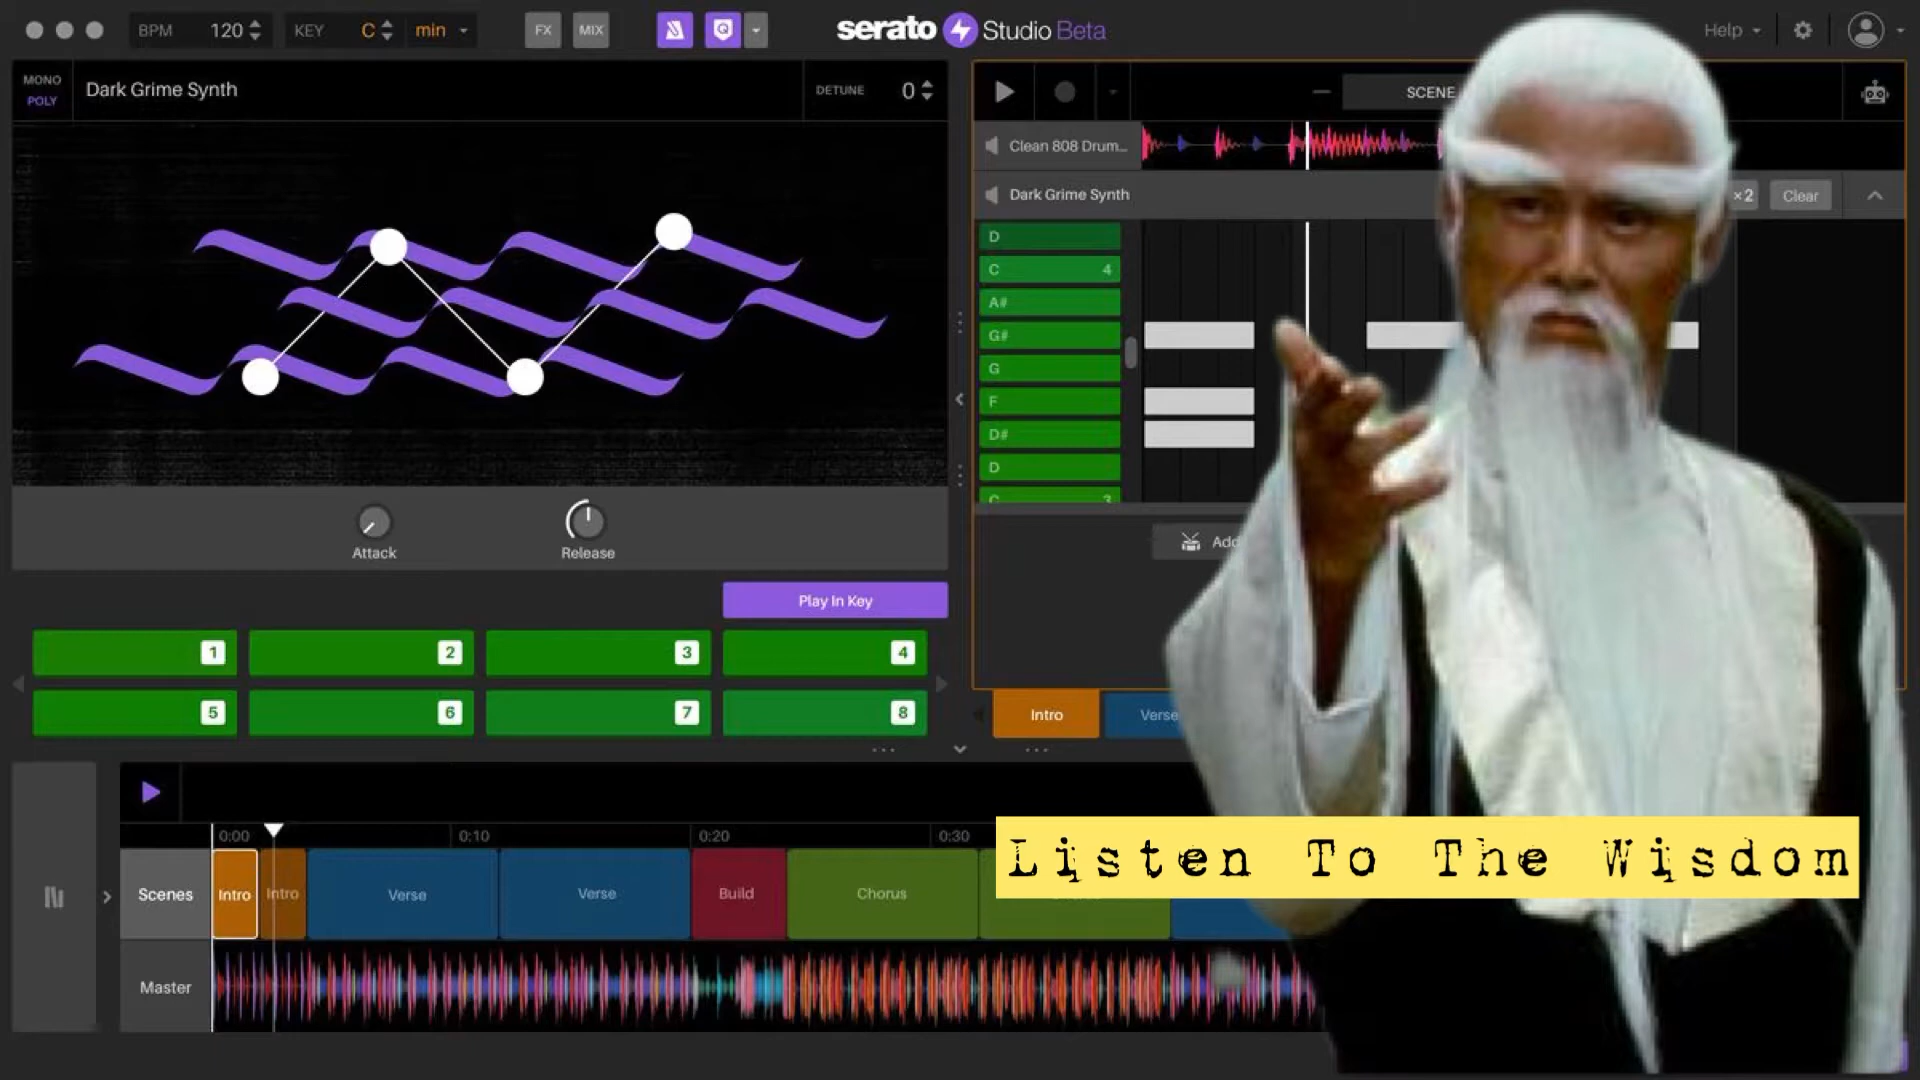 BPM 120 KEY C min FX MIX serato Studio Beta Help
MONO
POLY
Dark Grime Synth
DETUNE 0
SCENE
Clean 808 Drum...
Dark Grime Synth
×2 Clear
D
C 4
A#
G#
G
F
D#
D
C 3
Attack
Release
Add
Play In Key
1 2 3 4
5 6 7 8
Intro Verse
0:00 0:10 0:20 0:30
Scenes Intro Intro Verse Verse Build Chorus
Listen To The Wisdom
Master